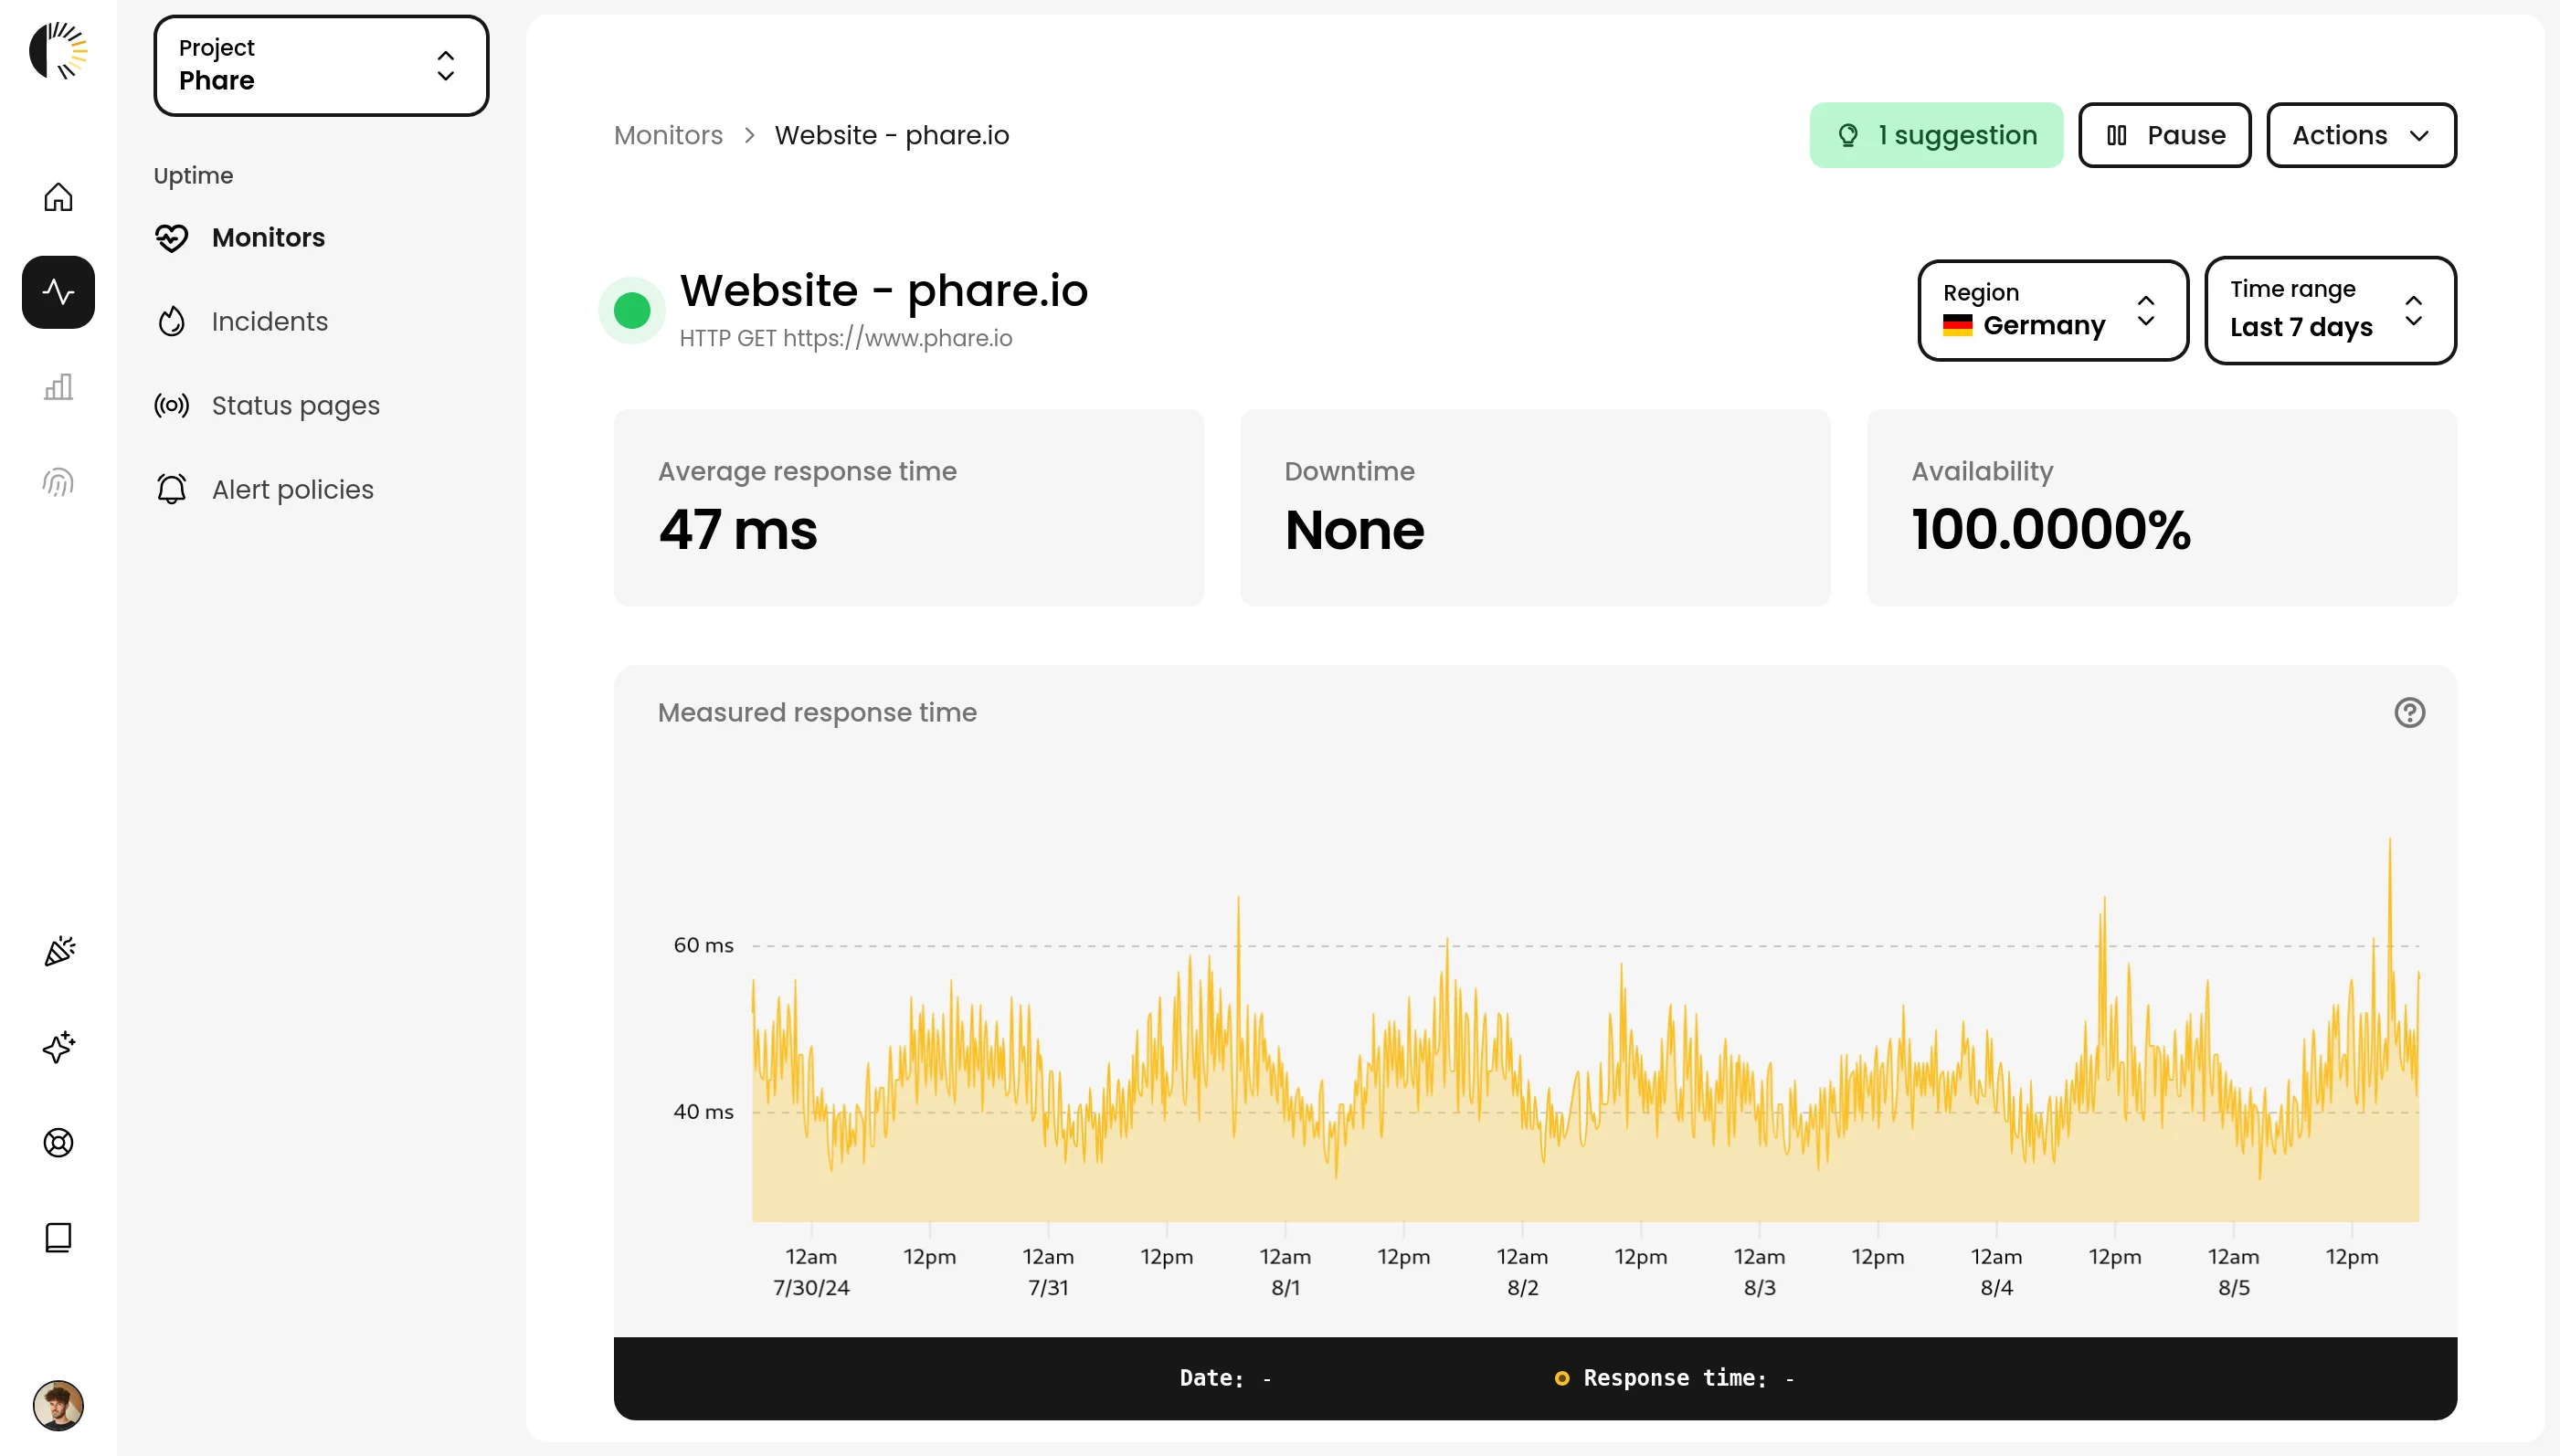 Project
Phare
Uptime
Monitors
Incidents
Status pages
Alert policies
Monitors > Website - phare.io
1 suggestion
Pause
Actions
Website - phare.io
HTTP GET https://www.phare.io
Region
Germany
Time range
Last 7 days
Average response time
47 ms
Downtime
None
Availability
100.0000%
Measured response time
60 ms
40 ms
12am 12pm 12am 12pm 12am 12pm 12am 12pm 12am 12pm 12am 12pm 12am 12pm
7/30/24 7/31 8/1 8/2 8/3 8/4 8/5
Date: - Response time: -